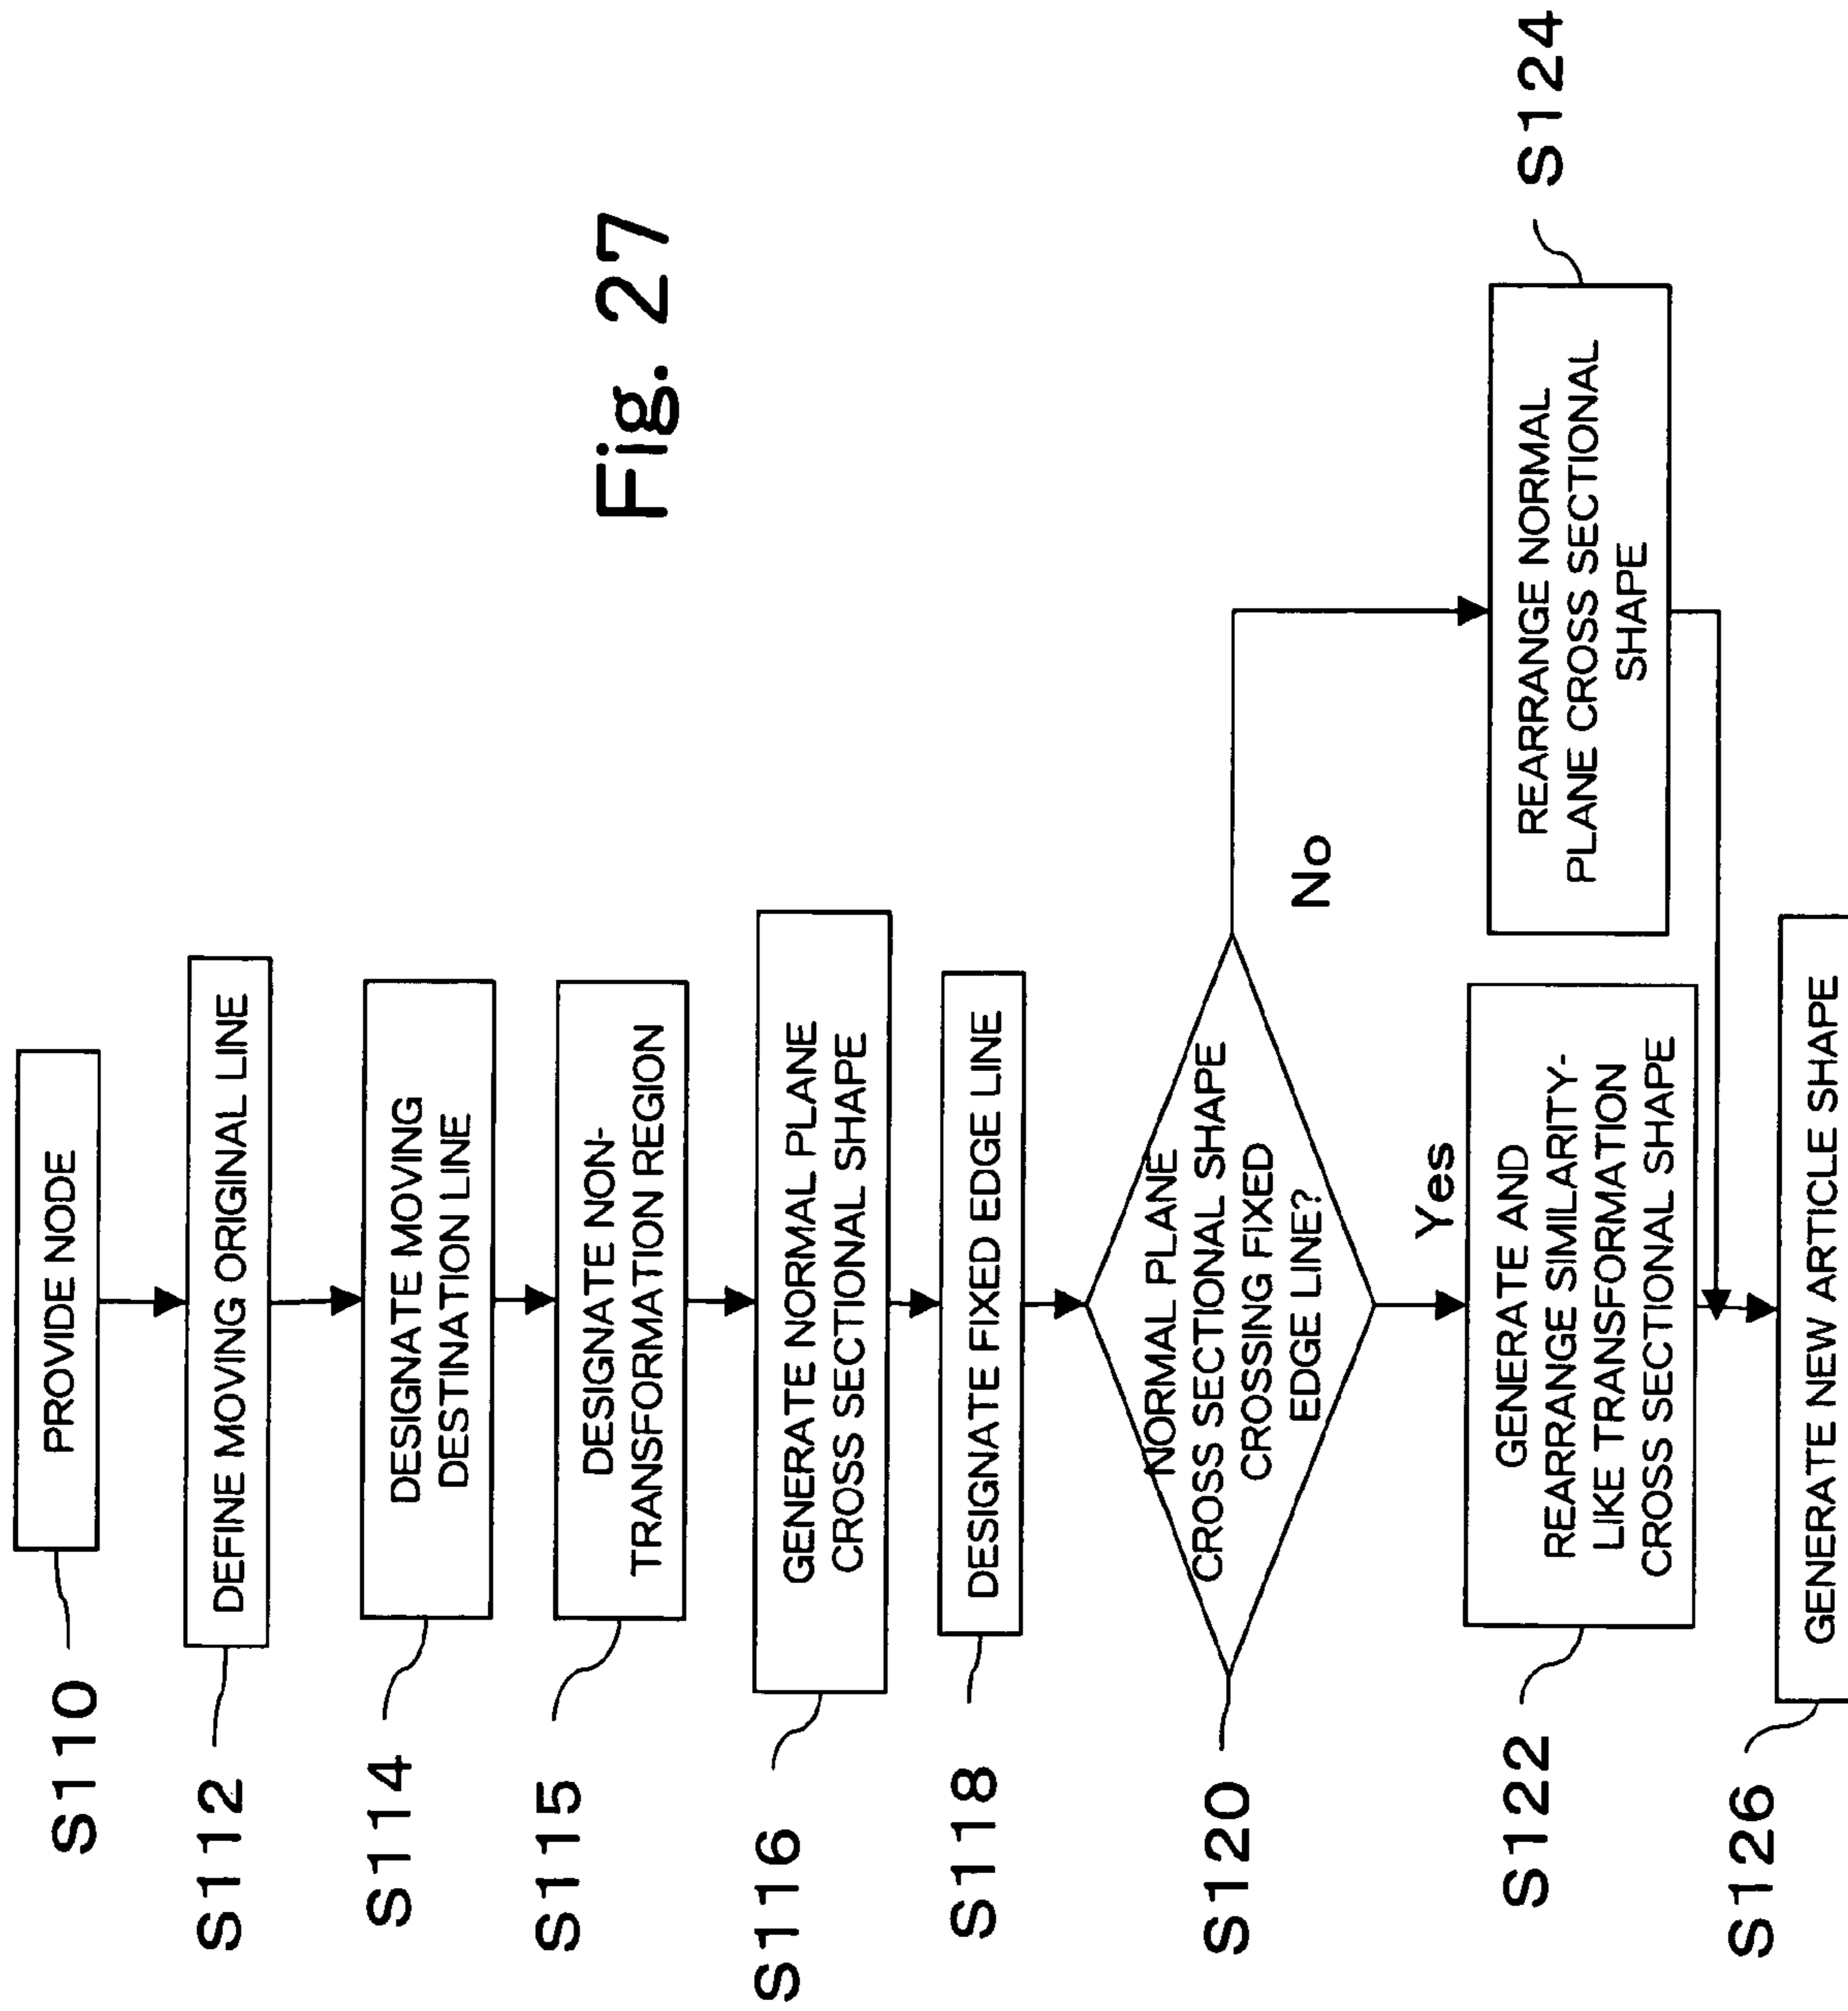 Fig. 27
S110
PROVIDE NODE
S112
DEFINE MOVING ORIGINAL LINE
S114
DESIGNATE MOVING
DESTINATION LINE
S115
DESIGNATE NON-
TRANSFORMATION REGION
S116
GENERATE NORMAL PLANE
CROSS SECTIONAL SHAPE
S118
DESIGNATE FIXED EDGE LINE
S120
NORMAL PLANE
CROSS SECTIONAL SHAPE
CROSSING FIXED
EDGE LINE?
No
Yes
S122
GENERATE AND
REARRANGE SIMILARITY-
LIKE TRANSFORMATION
CROSS SECTIONAL SHAPE
REARRANGE NORMAL
PLANE CROSS SECTIONAL
SHAPE
S124
S126
GENERATE NEW ARTICLE SHAPE